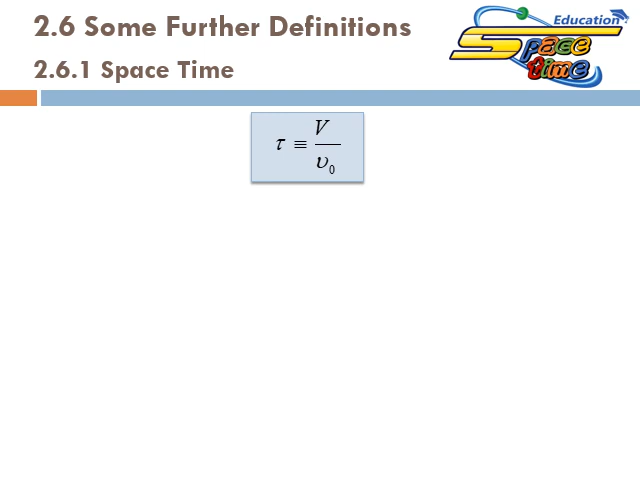 2.6 Some Further Definitions
2.6.1 Space Time
Education
Space
time
τ ≡ V / υ₀